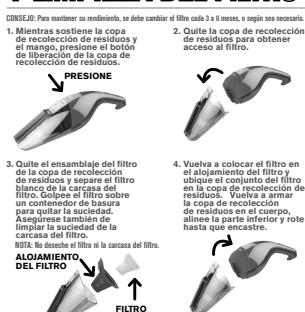 CONSEJO: Para mantener su rendimiento, se debe cambiar el filtro cada 3 a 6 meses, o según sea necesario.
1. Mientras sostiene la copa
de recolección de residuos y
el mango, presione el botón
de liberación de la copa de
recolección de residuos.
PRESIONE
2. Quite la copa de recolección
de residuos para obtener
acceso al filtro.
3. Quite el ensamblaje del filtro
de la copa de recolección
de residuos y separe el filtro
blanco de la carcasa del
filtro. Golpee el filtro sobre
un contenedor de basura
para quitar la suciedad.
Asegúrese también de
limpiar la suciedad de la
carcasa del filtro.
NOTA: No deseche el filtro ni la carcasa del filtro.
ALOJAMIENTO
DEL FILTRO
FILTRO
4. Vuelva a colocar el filtro en
el alojamiento del filtro y
ubique el conjunto del filtro
en la copa de recolección de
residuos. Vuelva a armar
la copa de recolección
de residuos en el cuerpo,
alinee la parte inferior y rote
hasta que encastre.